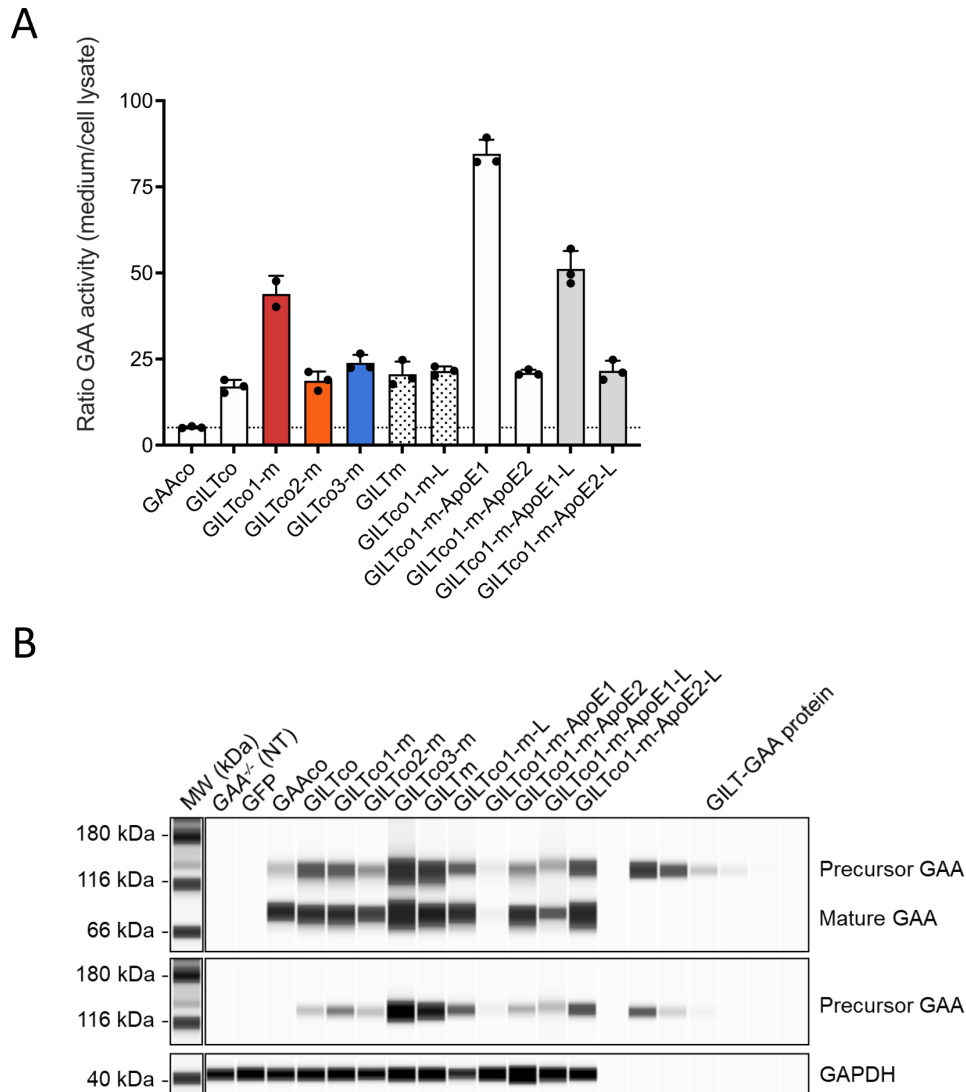 A
Ratio GAA activity (medium/cell lysate)
100
75
50
25
0
GAAco
GILTco
GILTco1-m
GILTco2-m
GILTco3-m
GILTm
GILTco1-m-L
GILTco1-m-ApoE1
GILTco1-m-ApoE2
GILTco1-m-ApoE1-L
GILTco1-m-ApoE2-L
B
MW (kDa)
GAA-/- (NT)
GFP
GAAco
GILTco
GILTco1-m
GILTco2-m
GILTco3-m
GILTm
GILTco1-m-L
GILTco1-m-ApoE1
GILTco1-m-ApoE2
GILTco1-m-ApoE1-L
GILTco1-m-ApoE2-L
GILT-GAA protein
180 kDa -
116 kDa -
66 kDa -
Precursor GAA
Mature GAA
180 kDa -
116 kDa -
Precursor GAA
40 kDa -
GAPDH